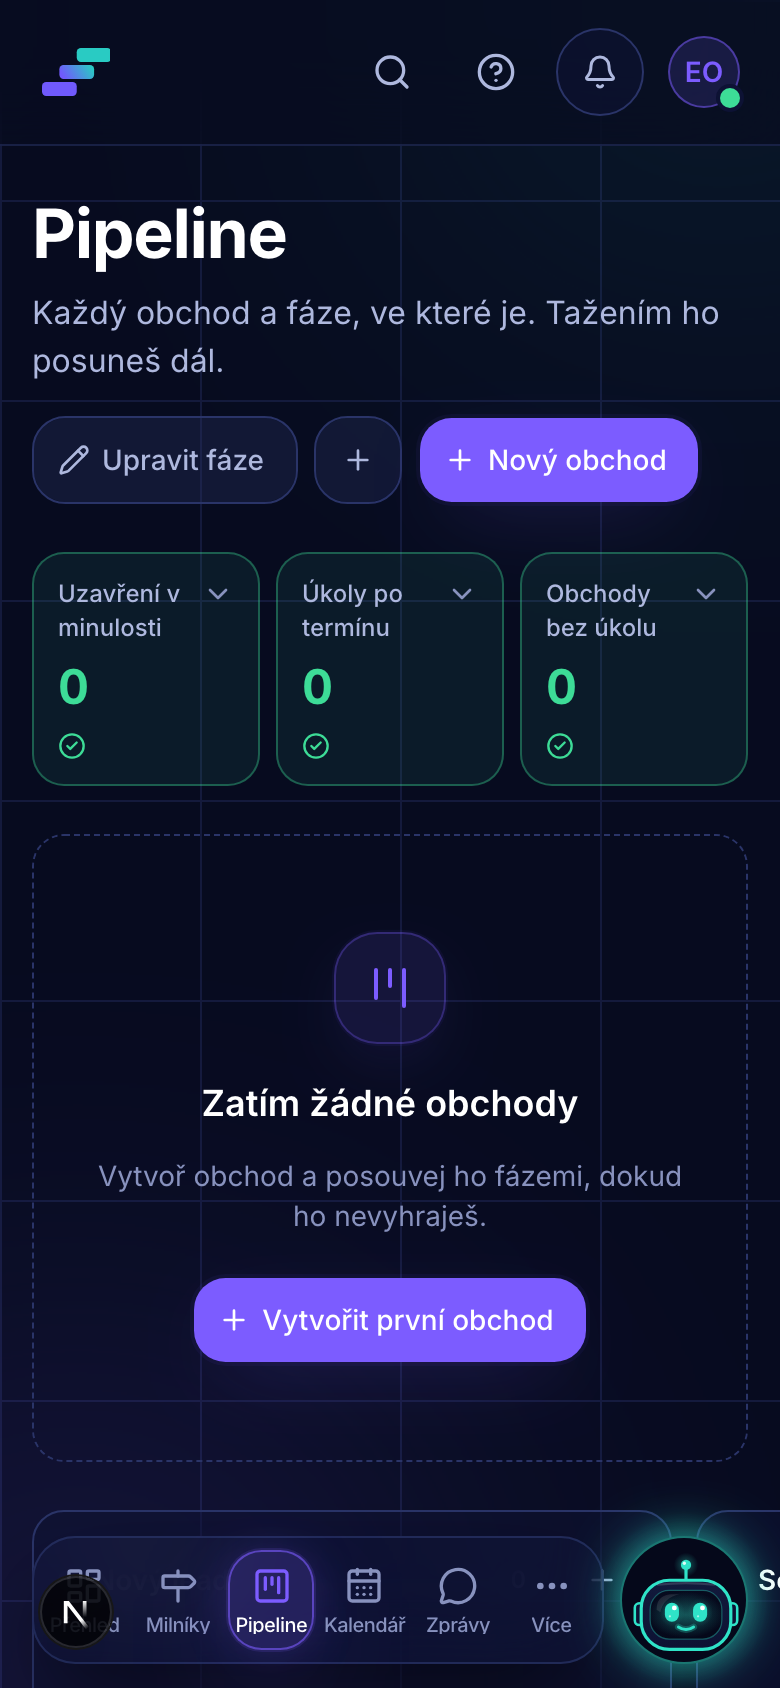 EO
Pipeline
Každý obchod a fáze, ve které je. Tažením ho
posuneš dál.
Upravit fáze
+ Nový obchod
Uzavření v
minulosti
0
Úkoly po
termínu
0
Obchody
bez úkolu
0
Zatím žádné obchody
Vytvoř obchod a posouvej ho fázemi, dokud
ho nevyhraješ.
+ Vytvořit první obchod
N
Milníky
Pipeline
Kalendář
Zprávy
Více